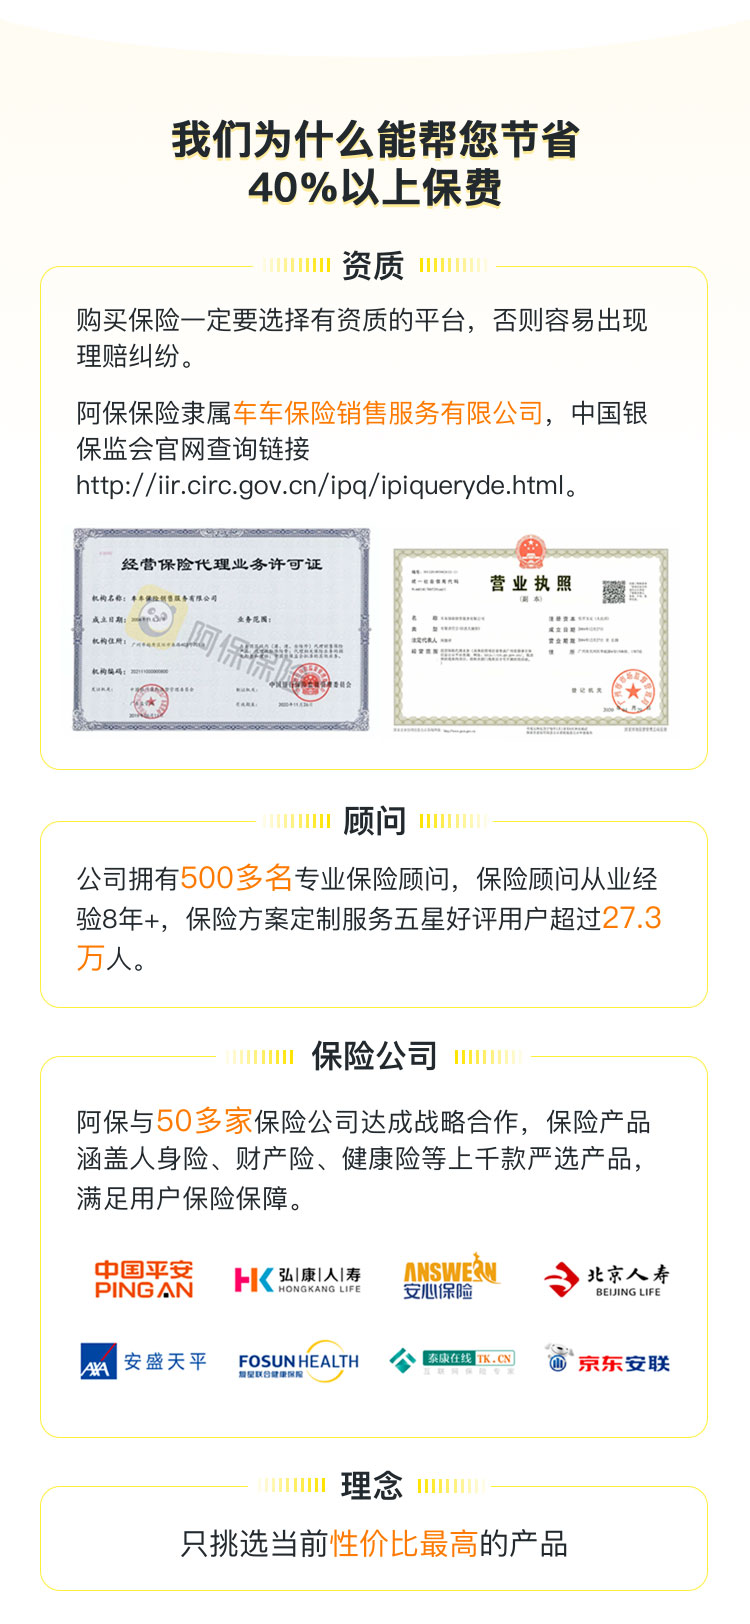 我们为什么能帮您节省
40%以上保费
资质
购买保险一定要选择有资质的平台，否则容易出现
理赔纠纷。
阿保保险隶属车车保险销售服务有限公司，中国银
保监会官网查询链接
http://iir.circ.gov.cn/ipq/ipiqueryde.html。
经营保险代理业务许可证
机构名称：车车保险销售服务有限公司
成立日期：
业务范围：
机构住所：
机构编码：
阿保保险
营业执照
（副本）
顾问
公司拥有500多名专业保险顾问，保险顾问从业经
验8年+，保险方案定制服务五星好评用户超过27.3
万人。
保险公司
阿保与50多家保险公司达成战略合作，保险产品
涵盖人身险、财产险、健康险等上千款严选产品，
满足用户保险保障。
中国平安
PINGAN
HK 弘康人寿
HONGKANG LIFE
ANSWERN
安心保险
北京人寿
BEIJING LIFE
AXA 安盛天平
FOSUN HEALTH
复星联合健康保险
泰康在线 TK.CN
互联网保险专家
京东安联
理念
只挑选当前性价比最高的产品